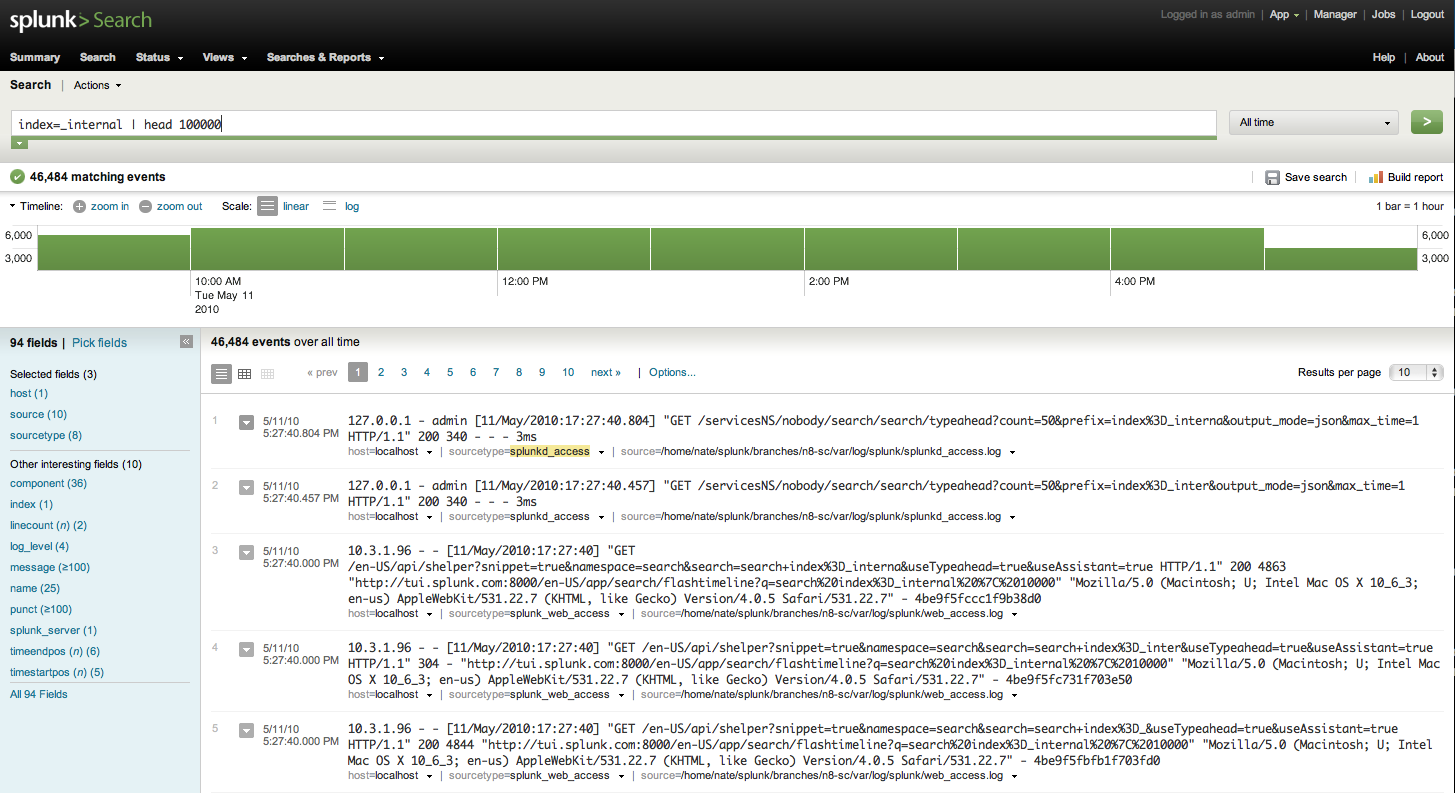 splunk> Search
Logged in as admin | App | Manager | Jobs | Logout
Summary Search Status Views Searches & Reports
Help | About
Search | Actions
index=_internal | head 100000
All time
>
46,484 matching events
Save search Build report
Timeline: zoom in zoom out Scale: linear log
1 bar = 1 hour
6,000 6,000
3,000 3,000
10:00 AM 12:00 PM 2:00 PM 4:00 PM
Tue May 11
2010
94 fields | Pick fields «
Selected fields (3)
host (1)
source (10)
sourcetype (8)
Other interesting fields (10)
component (36)
index (1)
linecount (n) (2)
log_level (4)
message (≥100)
name (25)
punct (≥100)
splunk_server (1)
timeendpos (n) (6)
timestartpos (n) (5)
All 94 Fields
46,484 events over all time
« prev 1 2 3 4 5 6 7 8 9 10 next » | Options...
Results per page 10
1 5/11/10 5:27:40.804 PM
127.0.0.1 - admin [11/May/2010:17:27:40.804] "GET /servicesNS/nobody/search/search/typeahead?count=50&prefix=index%3D_interna&output_mode=json&max_time=1
HTTP/1.1" 200 340 - - - 3ms
host=localhost | sourcetype=splunkd_access | source=/home/nate/splunk/branches/n8-sc/var/log/splunk/splunkd_access.log
2 5/11/10 5:27:40.457 PM
127.0.0.1 - admin [11/May/2010:17:27:40.457] "GET /servicesNS/nobody/search/search/typeahead?count=50&prefix=index%3D_inter&output_mode=json&max_time=1
HTTP/1.1" 200 340 - - - 3ms
host=localhost | sourcetype=splunkd_access | source=/home/nate/splunk/branches/n8-sc/var/log/splunk/splunkd_access.log
3 5/11/10 5:27:40.000 PM
10.3.1.96 - - [11/May/2010:17:27:40] "GET
/en-US/api/shelper?snippet=true&namespace=search&search=search+index%3D_interna&useTypeahead=true&useAssistant=true HTTP/1.1" 200 4863
"http://tui.splunk.com:8000/en-US/app/search/flashtimeline?q=search%20index%3D_internal%20%7C%2010000" "Mozilla/5.0 (Macintosh; U; Intel Mac OS X 10_6_3;
en-us) AppleWebKit/531.22.7 (KHTML, like Gecko) Version/4.0.5 Safari/531.22.7" - 4be9f5fccc1f9b38d0
host=localhost | sourcetype=splunk_web_access | source=/home/nate/splunk/branches/n8-sc/var/log/splunk/web_access.log
4 5/11/10 5:27:40.000 PM
10.3.1.96 - - [11/May/2010:17:27:40] "GET /en-US/api/shelper?snippet=true&namespace=search&search=search+index%3D_inter&useTypeahead=true&useAssistant=true
HTTP/1.1" 304 - "http://tui.splunk.com:8000/en-US/app/search/flashtimeline?q=search%20index%3D_internal%20%7C%2010000" "Mozilla/5.0 (Macintosh; U; Intel Mac
OS X 10_6_3; en-us) AppleWebKit/531.22.7 (KHTML, like Gecko) Version/4.0.5 Safari/531.22.7" - 4be9f5fc731f703e50
host=localhost | sourcetype=splunk_web_access | source=/home/nate/splunk/branches/n8-sc/var/log/splunk/web_access.log
5 5/11/10 5:27:40.000 PM
10.3.1.96 - - [11/May/2010:17:27:40] "GET /en-US/api/shelper?snippet=true&namespace=search&search=search+index%3D_&useTypeahead=true&useAssistant=true
HTTP/1.1" 200 4844 "http://tui.splunk.com:8000/en-US/app/search/flashtimeline?q=search%20index%3D_internal%20%7C%2010000" "Mozilla/5.0 (Macintosh; U; Intel
Mac OS X 10_6_3; en-us) AppleWebKit/531.22.7 (KHTML, like Gecko) Version/4.0.5 Safari/531.22.7" - 4be9f5fbfb1f703fd0
host=localhost | sourcetype=splunk_web_access | source=/home/nate/splunk/branches/n8-sc/var/log/splunk/web_access.log